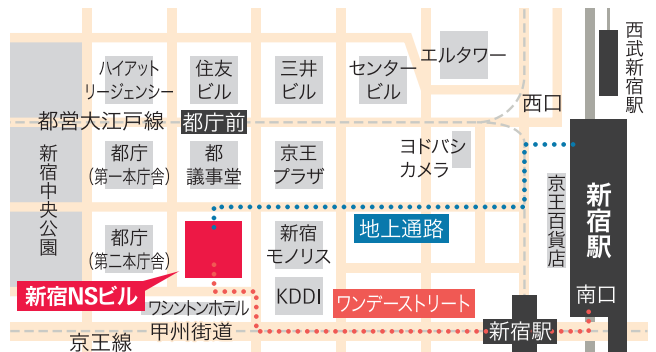 ハイアット
リージェンシー
住友
ビル
三井
ビル
センター
ビル
エルタワー
西武新宿駅
西口
都営大江戸線
都庁前
新宿中央公園
都庁
(第一本庁舎)
都
議事堂
京王
プラザ
ヨドバシ
カメラ
京王百貨店
新宿駅
地上通路
都庁
(第二本庁舎)
新宿
モノリス
新宿NSビル
ワシントンホテル
KDDI
ワンデーストリート
南口
甲州街道
新宿駅
京王線